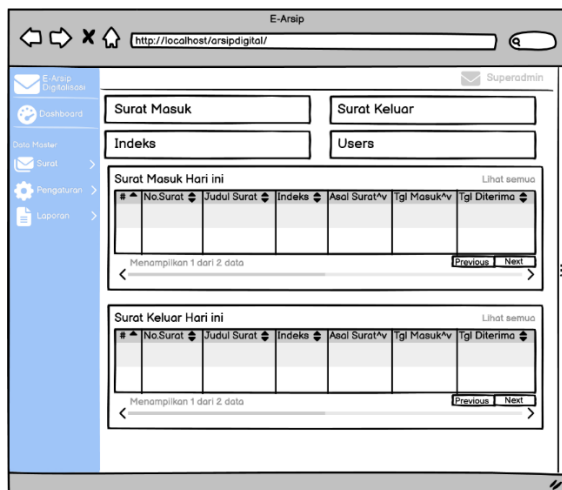 E-Arsip
http://localhost/arsipdigital/
E-Arsip
Digitalisasi
Superadmin
Dashboard
Data Master
Surat
Pengaturan
Laporan
Surat Masuk
Surat Keluar
Indeks
Users
Surat Masuk Hari ini
Lihat semua
# No.Surat Judul Surat Indeks Asal Surat^v Tgl Masuk^v Tgl Diterima
Menampilkan 1 dari 2 data
Previous Next
Surat Keluar Hari ini
Lihat semua
# No.Surat Judul Surat Indeks Asal Surat^v Tgl Masuk^v Tgl Diterima
Menampilkan 1 dari 2 data
Previous Next